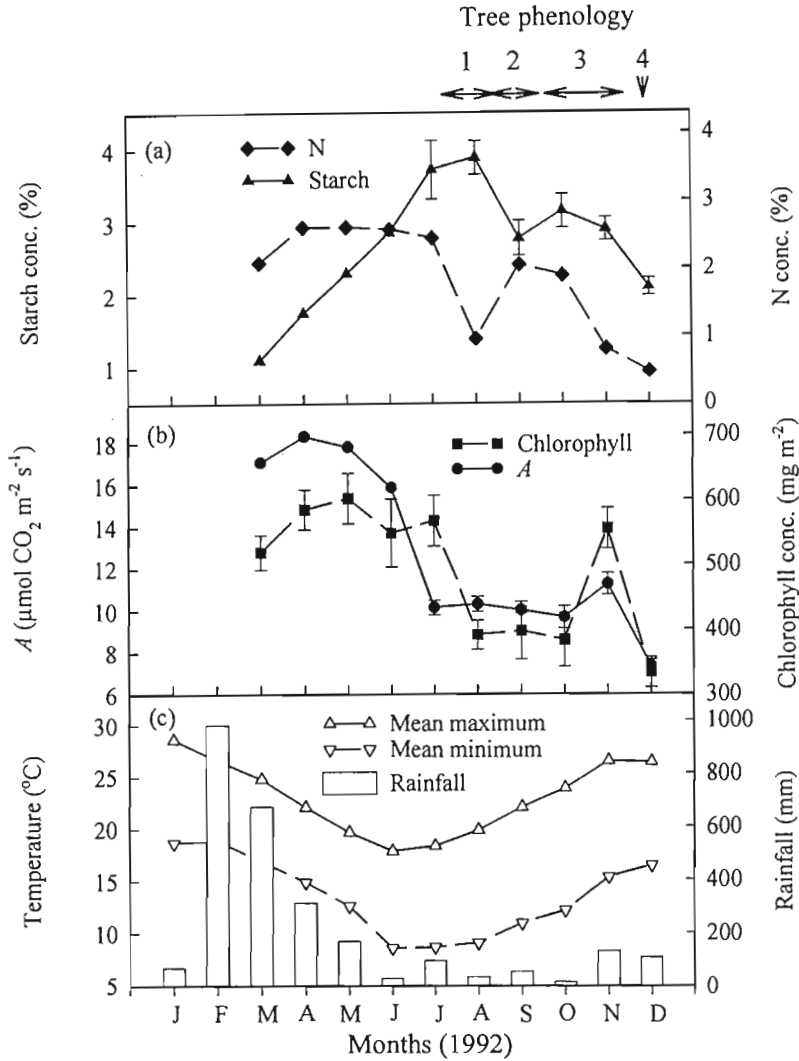 Tree phenology
1 2 3 4
(a)
N
Starch
4
3
2
1
Starch conc. (%)
4
3
2
1
0
N conc. (%)
(b)
Chlorophyll
A
18
16
14
12
10
8
6
A (μmol CO2 m-2 s-1)
700
600
500
400
300
Chlorophyll conc. (mg m-2)
(c)
Mean maximum
Mean minimum
Rainfall
30
25
20
15
10
5
Temperature (oC)
1000
800
600
400
200
0
Rainfall (mm)
J F M A M J J A S O N D
Months (1992)